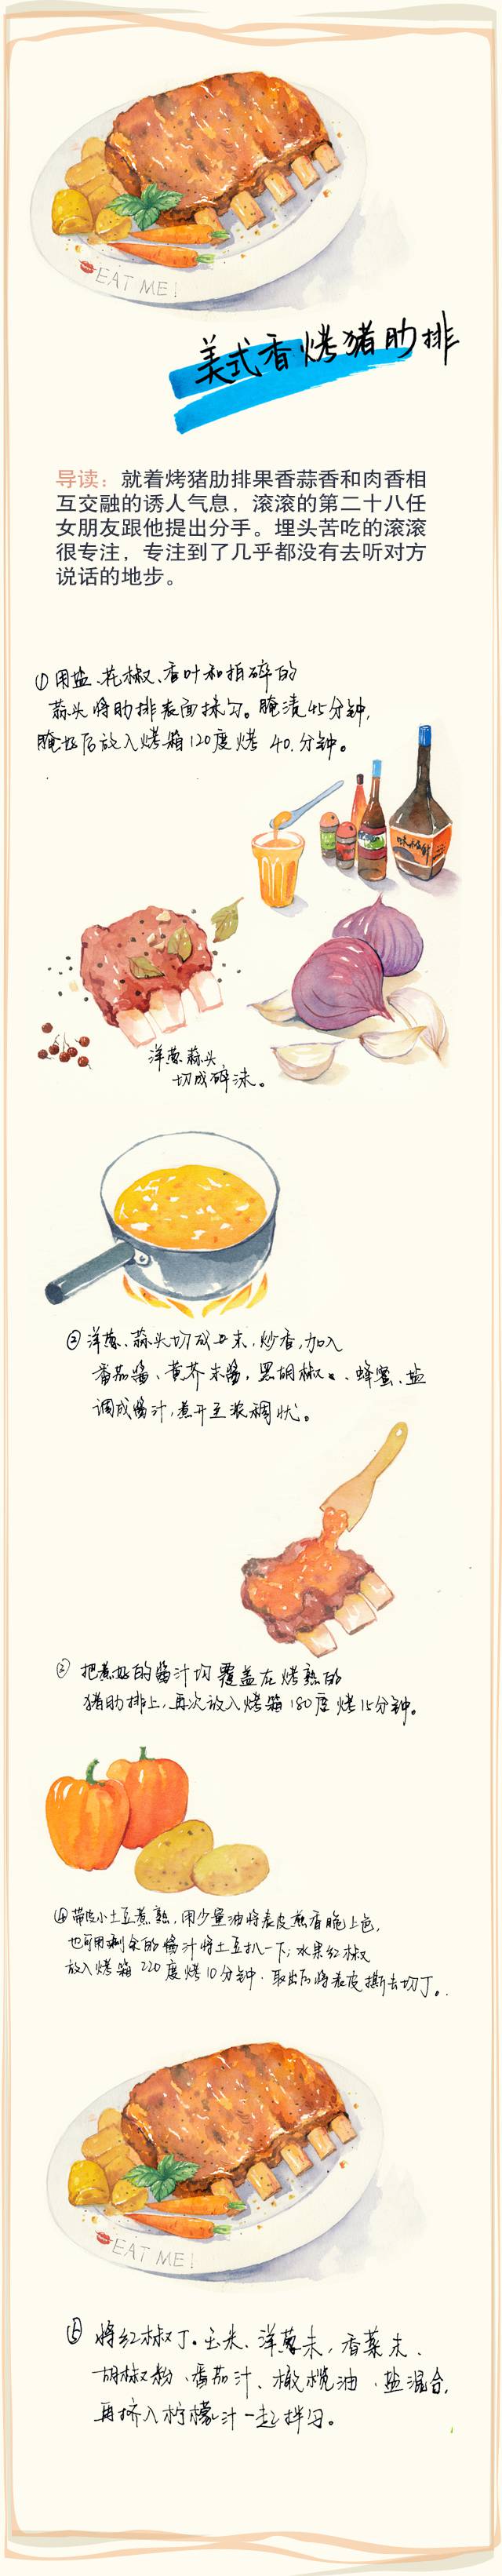 EAT ME!
美式香烤猪肋排
导读：就着烤猪肋排果香蒜香和肉香相
互交融的诱人气息，滚滚的第二十八任
女朋友跟他提出分手。埋头苦吃的滚滚
很专注，专注到了几乎都没有去听对方
说话的地步。
①用盐、花椒、香叶和拍碎的
蒜头将肋排表面抹匀。腌渍45分钟，
腌好后放入烤箱120度烤 40.分钟。
洋葱蒜头
切成碎沫。
②洋葱、蒜头切成末，炒香，加入
番茄酱、黄芥末酱，黑胡椒、蜂蜜、盐
调成酱汁，煮开至浓稠状。
把煮好的酱汁均覆盖在烤熟的
猪肋排上，再次放入烤箱180度烤15分钟。
④带皮小土豆煮熟，用少量油将表皮煎香脆上色，
也可用剩余的酱汁将土豆扒一下；水果红椒
放入烤箱220度烤10分钟．取出后将表皮撕去切丁。
EAT ME!
⑤将红椒丁。玉米、洋葱末，香菜末、
胡椒粉、番茄汁、橄榄油、盐混合，
再挤入柠檬汁一起拌匀。